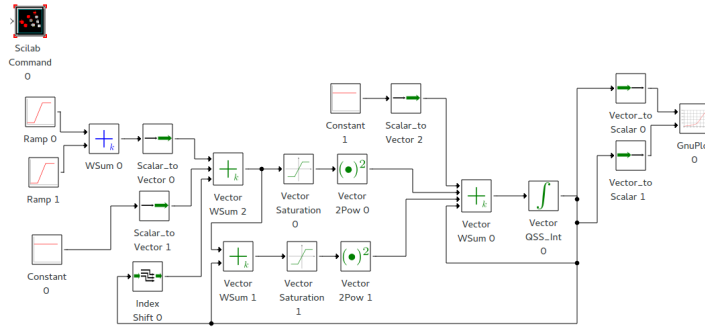 Scilab
Command
0
Ramp 0
Ramp 1
WSum 0
Scalar_to
Vector 0
Scalar_to
Vector 1
Constant
0
Index
Shift 0
k
k
Vector
WSum 2
k
Vector
WSum 1
Vector
Saturation
0
Vector
Saturation
1
(•)²
Vector
2Pow 0
(•)²
Vector
2Pow 1
Constant
1
Scalar_to
Vector 2
k
Vector
WSum 0
∫
Vector
QSS_Int
0
Vector_to
Scalar 0
Vector_to
Scalar 1
GnuPlo
0